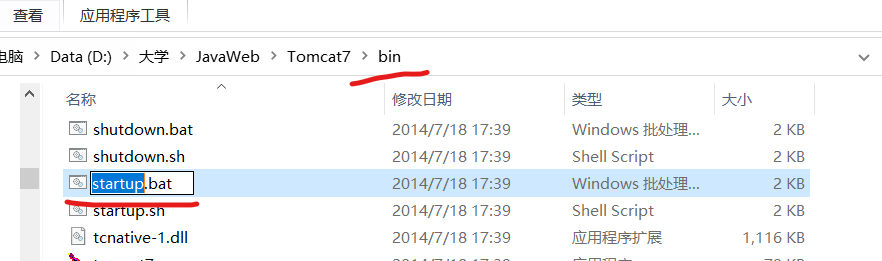 查看 应用程序工具
电脑 Data (D:) 大学 JavaWeb Tomcat7 bin
名称 修改日期 类型 大小
shutdown.bat 2014/7/18 17:39 Windows 批处理... 2 KB
shutdown.sh 2014/7/18 17:39 Shell Script 2 KB
startup.bat 2014/7/18 17:39 Windows 批处理... 2 KB
startup.sh 2014/7/18 17:39 Shell Script 2 KB
tcnative-1.dll 2014/7/18 17:39 应用程序扩展 1,116 KB